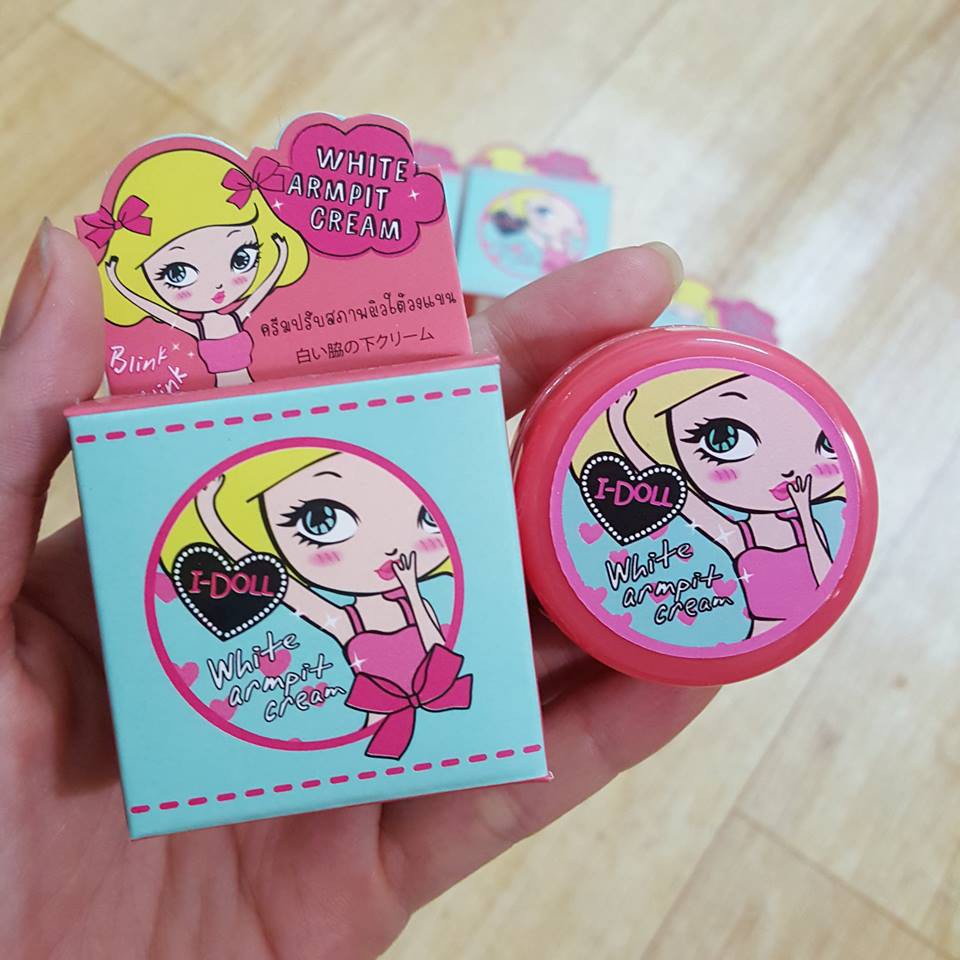 WHITE
ARMPIT
CREAM
ครีมปรับสภาพผิวใต้วงแขน
白い脇の下クリーム
Blink
Blink
I-DOLL
White
armpit
cream
I-DOLL
White
armpit
cream